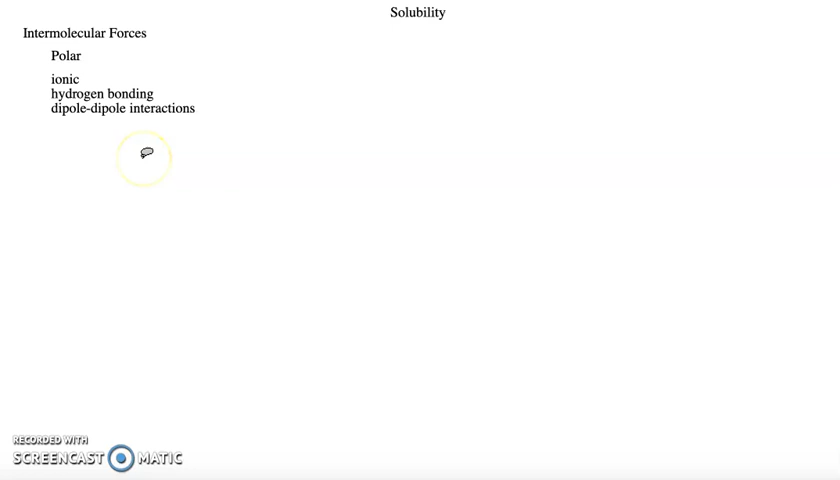 Solubility
Intermolecular Forces
Polar
ionic
hydrogen bonding
dipole-dipole interactions
RECORDED WITH
SCREENCAST MATIC